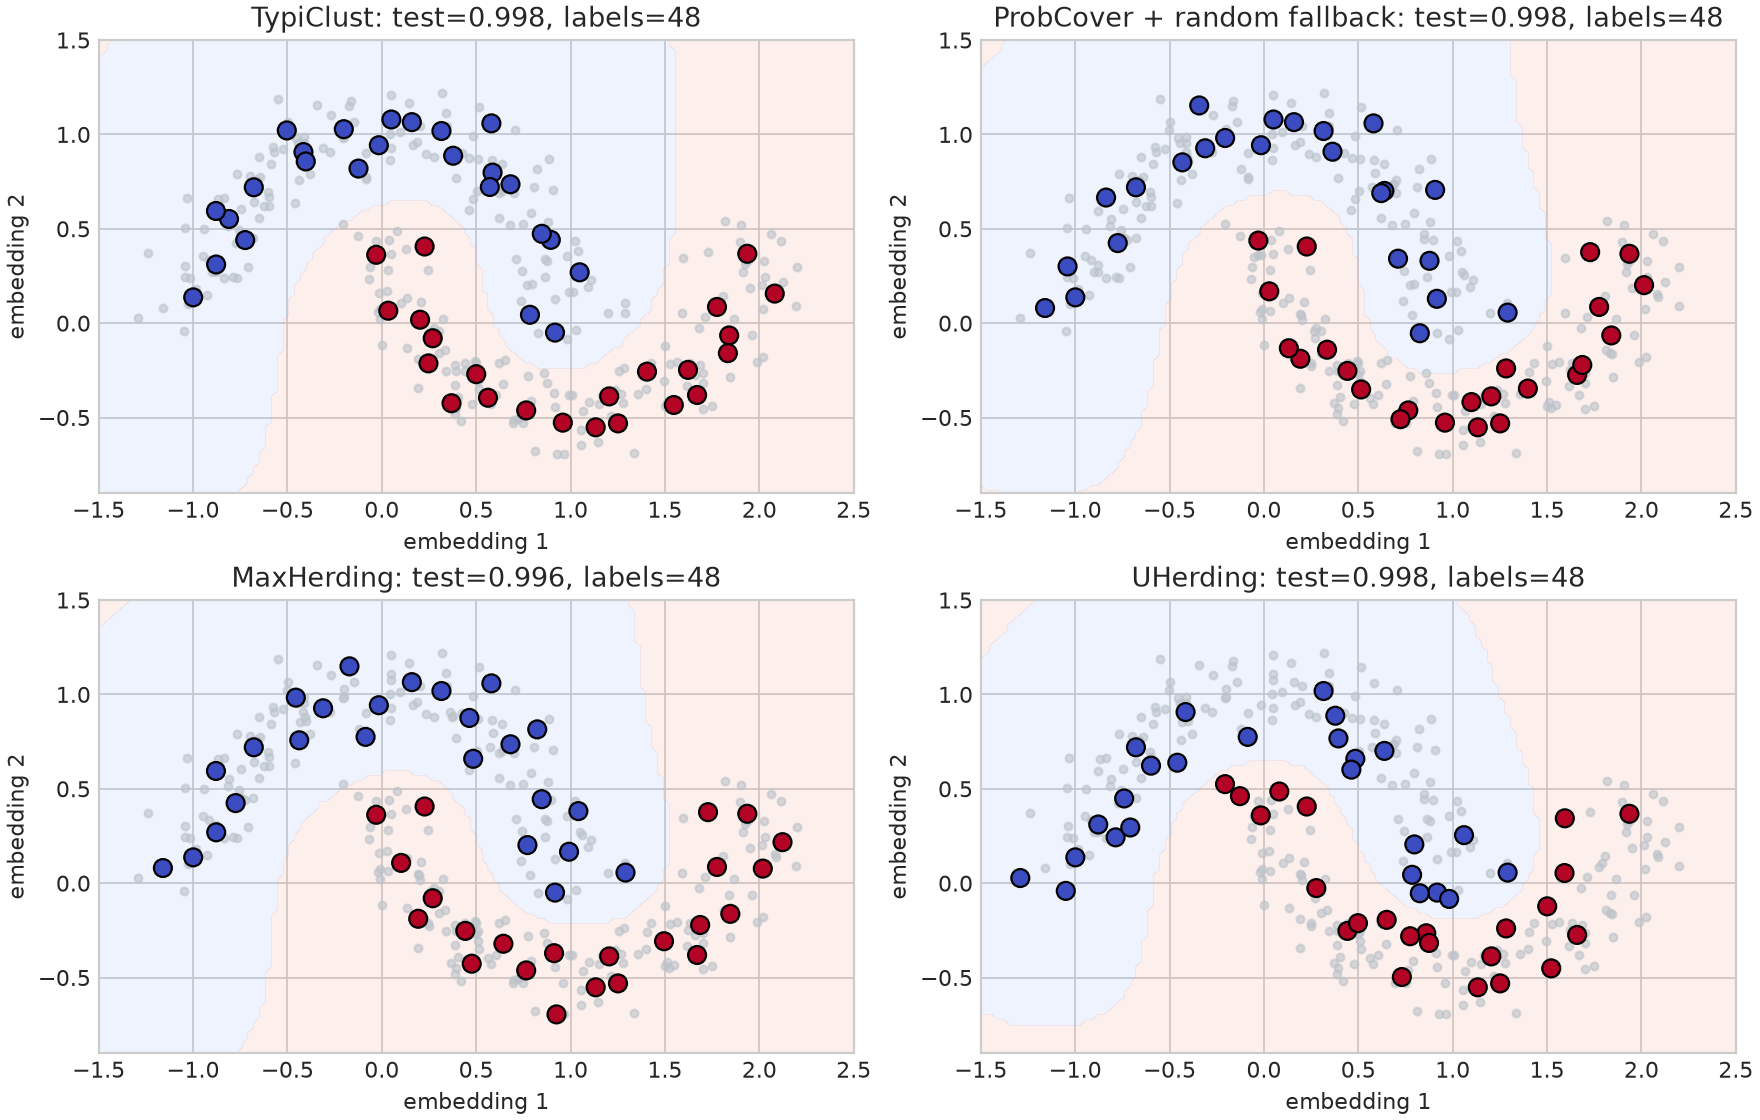 TypiClust: test=0.998, labels=48
1.5
1.0
0.5
0.0
−0.5
embedding 2
−1.5 −1.0 −0.5 0.0 0.5 1.0 1.5 2.0 2.5
embedding 1
ProbCover + random fallback: test=0.998, labels=48
1.5
1.0
0.5
0.0
−0.5
embedding 2
−1.5 −1.0 −0.5 0.0 0.5 1.0 1.5 2.0 2.5
embedding 1
MaxHerding: test=0.996, labels=48
1.5
1.0
0.5
0.0
−0.5
embedding 2
−1.5 −1.0 −0.5 0.0 0.5 1.0 1.5 2.0 2.5
embedding 1
UHerding: test=0.998, labels=48
1.5
1.0
0.5
0.0
−0.5
embedding 2
−1.5 −1.0 −0.5 0.0 0.5 1.0 1.5 2.0 2.5
embedding 1